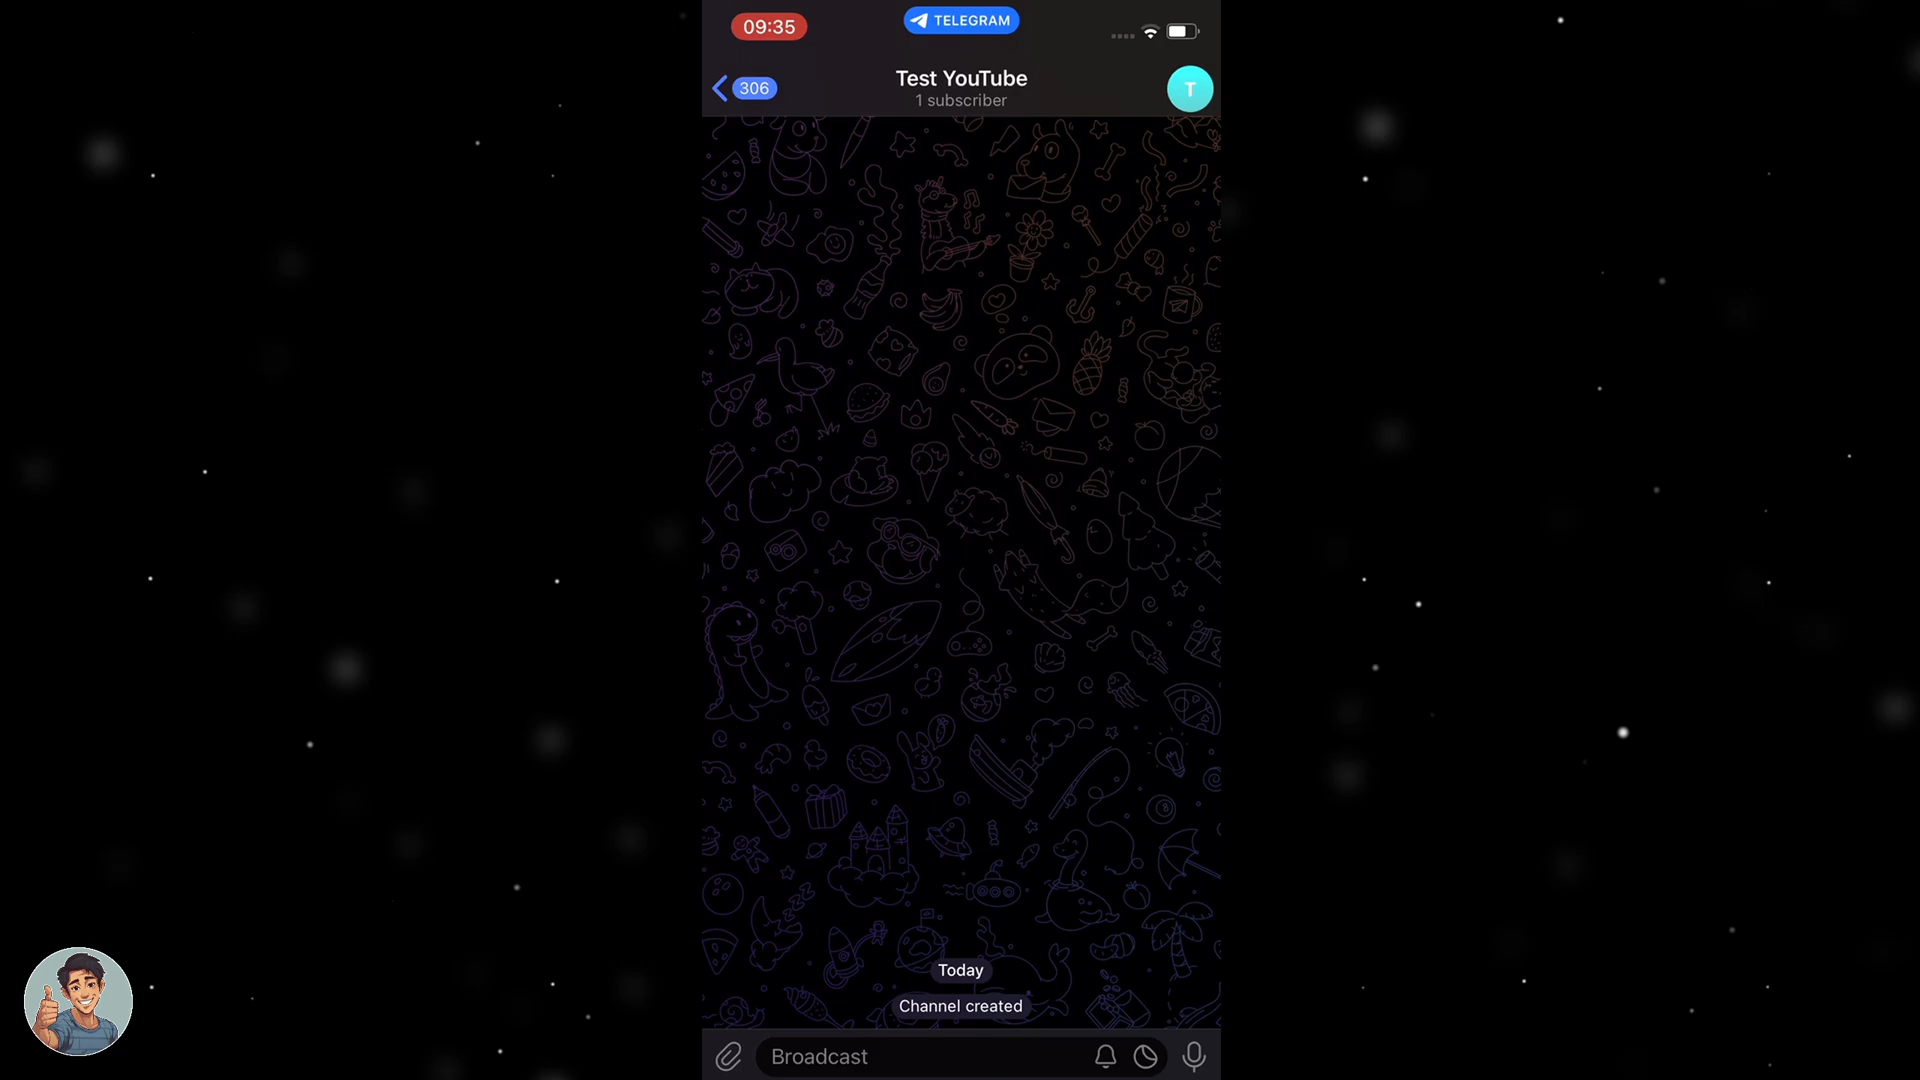 09:35
TELEGRAM
306
Test YouTube
1 subscriber
T
Today
Channel created
Broadcast